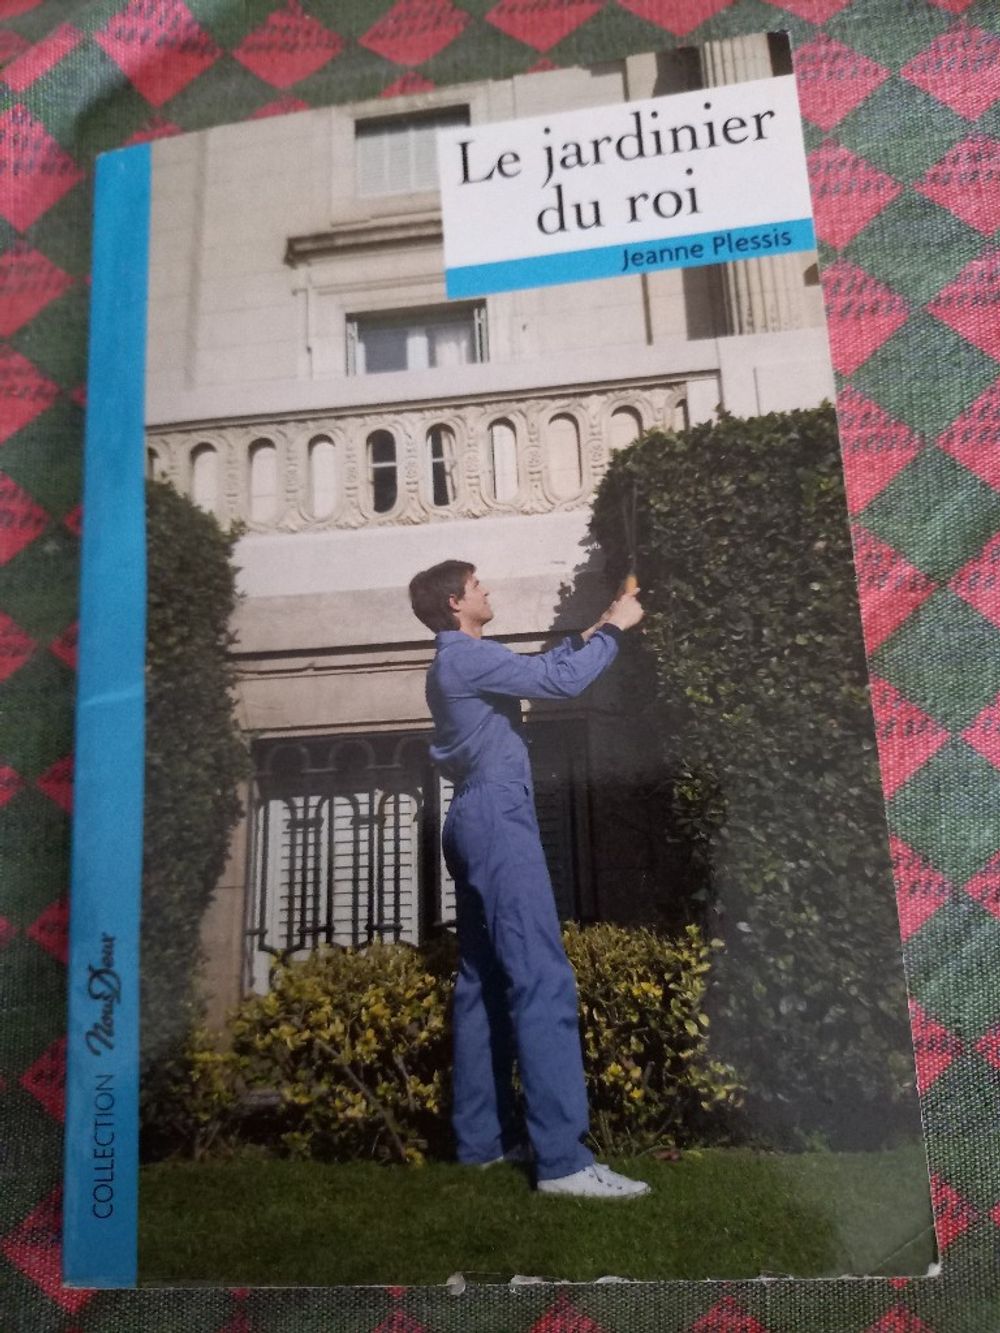 Le jardinier
du roi
Jeanne Plessis
COLLECTION Nous Deux